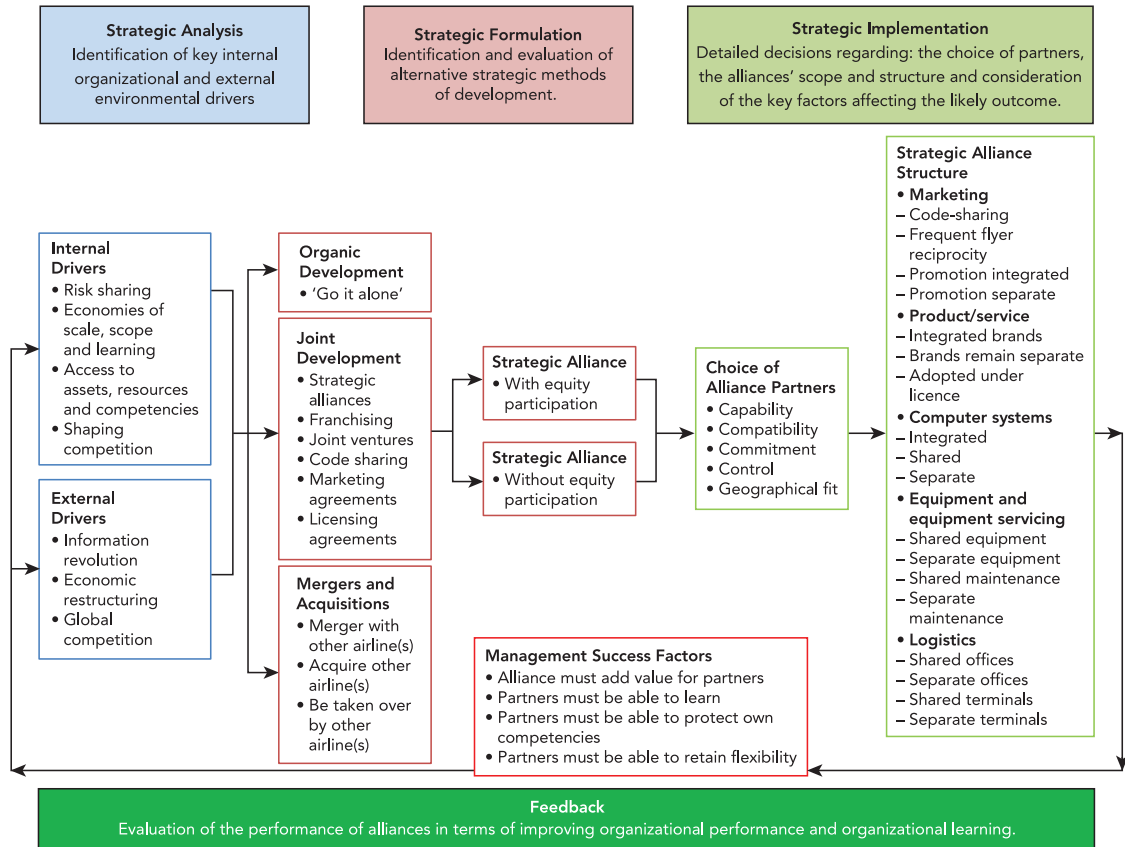 Strategic Analysis
Identification of key internal
organizational and external
environmental drivers
Strategic Formulation
Identification and evaluation of
alternative strategic methods
of development.
Strategic Implementation
Detailed decisions regarding: the choice of partners,
the alliances’ scope and structure and consideration
of the key factors affecting the likely outcome.
Internal
Drivers
• Risk sharing
• Economies of
scale, scope
and learning
• Access to
assets, resources
and competencies
• Shaping
competition
External
Drivers
• Information
revolution
• Economic
restructuring
• Global
competition
Organic
Development
• ‘Go it alone’
Joint
Development
• Strategic
alliances
• Franchising
• Joint ventures
• Code sharing
• Marketing
agreements
• Licensing
agreements
Mergers and
Acquisitions
• Merger with
other airline(s)
• Acquire other
airline(s)
• Be taken over
by other
airline(s)
Strategic Alliance
• With equity
participation
Strategic Alliance
• Without equity
participation
Choice of
Alliance Partners
• Capability
• Compatibility
• Commitment
• Control
• Geographical fit
Strategic Alliance
Structure
• Marketing
– Code-sharing
– Frequent flyer
reciprocity
– Promotion integrated
– Promotion separate
• Product/service
– Integrated brands
– Brands remain separate
– Adopted under
licence
• Computer systems
– Integrated
– Shared
– Separate
• Equipment and
equipment servicing
– Shared equipment
– Separate equipment
– Shared maintenance
– Separate
maintenance
• Logistics
– Shared offices
– Separate offices
– Shared terminals
– Separate terminals
Management Success Factors
• Alliance must add value for partners
• Partners must be able to learn
• Partners must be able to protect own
competencies
• Partners must be able to retain flexibility
Feedback
Evaluation of the performance of alliances in terms of improving organizational performance and organizational learning.